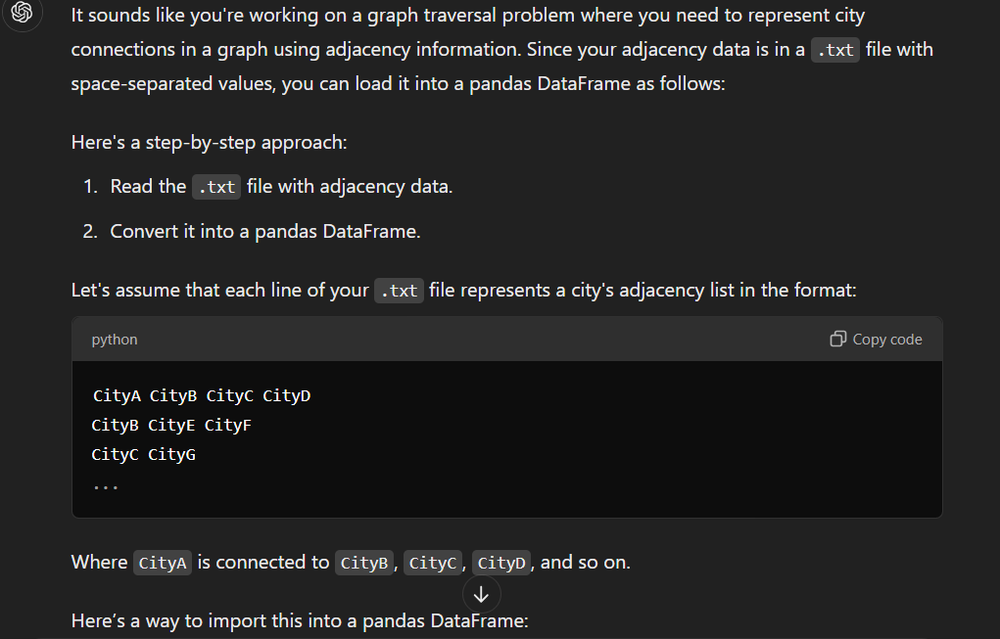 It sounds like you're working on a graph traversal problem where you need to represent city
connections in a graph using adjacency information. Since your adjacency data is in a .txt file with
space-separated values, you can load it into a pandas DataFrame as follows:
Here's a step-by-step approach:
1. Read the .txt file with adjacency data.
2. Convert it into a pandas DataFrame.
Let's assume that each line of your .txt file represents a city's adjacency list in the format:
python Copy code
CityA CityB CityC CityD
CityB CityE CityF
CityC CityG
...
Where CityA is connected to CityB, CityC, CityD, and so on.
Here’s a way to import this into a pandas DataFrame: